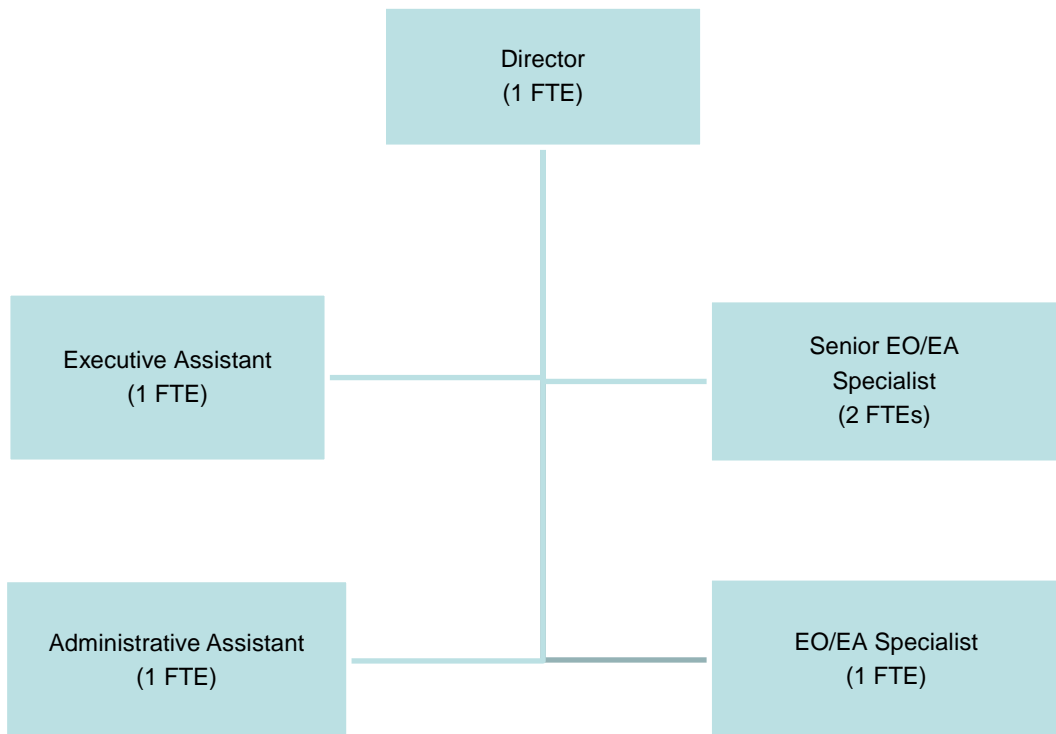 Director
(1 FTE)
Executive Assistant
(1 FTE)
Senior EO/EA
Specialist
(2 FTEs)
Administrative Assistant
(1 FTE)
EO/EA Specialist
(1 FTE)